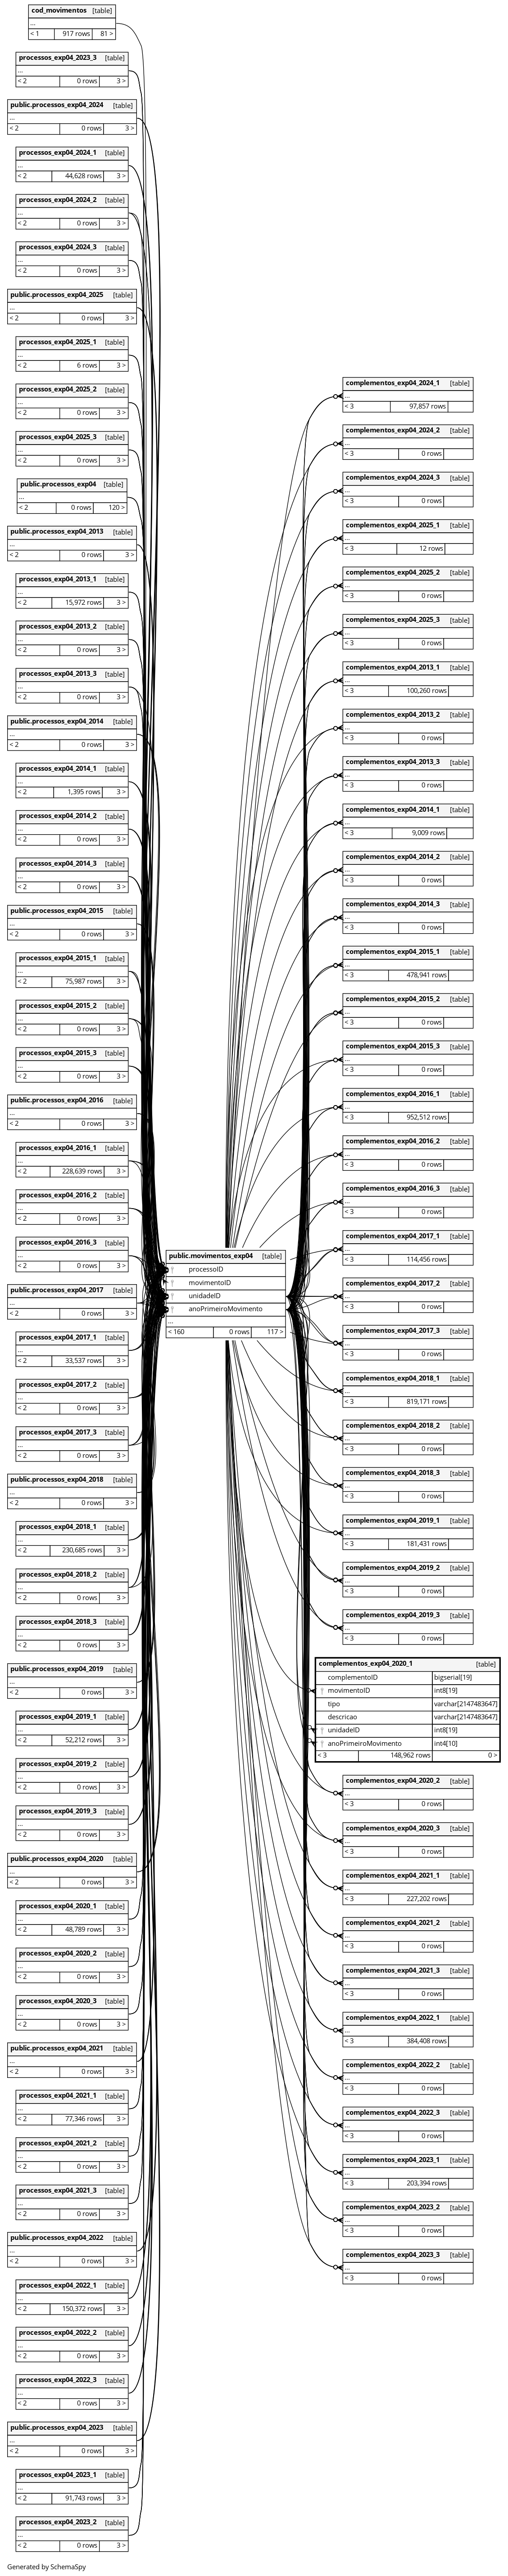 cod_movimentos [table]
...
< 1 917 rows 81 >
processos_exp04_2023_3 [table]
...
< 2 0 rows 3 >
public.processos_exp04_2024 [table]
...
< 2 0 rows 3 >
processos_exp04_2024_1 [table]
...
< 2 44,628 rows 3 >
processos_exp04_2024_2 [table]
...
< 2 0 rows 3 >
processos_exp04_2024_3 [table]
...
< 2 0 rows 3 >
public.processos_exp04_2025 [table]
...
< 2 0 rows 3 >
processos_exp04_2025_1 [table]
...
< 2 6 rows 3 >
processos_exp04_2025_2 [table]
...
< 2 0 rows 3 >
processos_exp04_2025_3 [table]
...
< 2 0 rows 3 >
public.processos_exp04 [table]
...
< 2 0 rows 120 >
public.processos_exp04_2013 [table]
...
< 2 0 rows 3 >
processos_exp04_2013_1 [table]
...
< 2 15,972 rows 3 >
processos_exp04_2013_2 [table]
...
< 2 0 rows 3 >
processos_exp04_2013_3 [table]
...
< 2 0 rows 3 >
public.processos_exp04_2014 [table]
...
< 2 0 rows 3 >
processos_exp04_2014_1 [table]
...
< 2 1,395 rows 3 >
processos_exp04_2014_2 [table]
...
< 2 0 rows 3 >
processos_exp04_2014_3 [table]
...
< 2 0 rows 3 >
public.processos_exp04_2015 [table]
...
< 2 0 rows 3 >
processos_exp04_2015_1 [table]
...
< 2 75,987 rows 3 >
processos_exp04_2015_2 [table]
...
< 2 0 rows 3 >
processos_exp04_2015_3 [table]
...
< 2 0 rows 3 >
public.processos_exp04_2016 [table]
...
< 2 0 rows 3 >
processos_exp04_2016_1 [table]
...
< 2 228,639 rows 3 >
processos_exp04_2016_2 [table]
...
< 2 0 rows 3 >
processos_exp04_2016_3 [table]
...
< 2 0 rows 3 >
public.processos_exp04_2017 [table]
...
< 2 0 rows 3 >
processos_exp04_2017_1 [table]
...
< 2 33,537 rows 3 >
processos_exp04_2017_2 [table]
...
< 2 0 rows 3 >
processos_exp04_2017_3 [table]
...
< 2 0 rows 3 >
public.processos_exp04_2018 [table]
...
< 2 0 rows 3 >
processos_exp04_2018_1 [table]
...
< 2 230,685 rows 3 >
processos_exp04_2018_2 [table]
...
< 2 0 rows 3 >
processos_exp04_2018_3 [table]
...
< 2 0 rows 3 >
public.processos_exp04_2019 [table]
...
< 2 0 rows 3 >
processos_exp04_2019_1 [table]
...
< 2 52,212 rows 3 >
processos_exp04_2019_2 [table]
...
< 2 0 rows 3 >
processos_exp04_2019_3 [table]
...
< 2 0 rows 3 >
public.processos_exp04_2020 [table]
...
< 2 0 rows 3 >
processos_exp04_2020_1 [table]
...
< 2 48,789 rows 3 >
processos_exp04_2020_2 [table]
...
< 2 0 rows 3 >
processos_exp04_2020_3 [table]
...
< 2 0 rows 3 >
public.processos_exp04_2021 [table]
...
< 2 0 rows 3 >
processos_exp04_2021_1 [table]
...
< 2 77,346 rows 3 >
processos_exp04_2021_2 [table]
...
< 2 0 rows 3 >
processos_exp04_2021_3 [table]
...
< 2 0 rows 3 >
public.processos_exp04_2022 [table]
...
< 2 0 rows 3 >
processos_exp04_2022_1 [table]
...
< 2 150,372 rows 3 >
processos_exp04_2022_2 [table]
...
< 2 0 rows 3 >
processos_exp04_2022_3 [table]
...
< 2 0 rows 3 >
public.processos_exp04_2023 [table]
...
< 2 0 rows 3 >
processos_exp04_2023_1 [table]
...
< 2 91,743 rows 3 >
processos_exp04_2023_2 [table]
...
< 2 0 rows 3 >
public.movimentos_exp04 [table]
processoID
movimentoID
unidadeID
anoPrimeiroMovimento
...
< 160 0 rows 117 >
complementos_exp04_2024_1 [table]
...
< 3 97,857 rows
complementos_exp04_2024_2 [table]
...
< 3 0 rows
complementos_exp04_2024_3 [table]
...
< 3 0 rows
complementos_exp04_2025_1 [table]
...
< 3 12 rows
complementos_exp04_2025_2 [table]
...
< 3 0 rows
complementos_exp04_2025_3 [table]
...
< 3 0 rows
complementos_exp04_2013_1 [table]
...
< 3 100,260 rows
complementos_exp04_2013_2 [table]
...
< 3 0 rows
complementos_exp04_2013_3 [table]
...
< 3 0 rows
complementos_exp04_2014_1 [table]
...
< 3 9,009 rows
complementos_exp04_2014_2 [table]
...
< 3 0 rows
complementos_exp04_2014_3 [table]
...
< 3 0 rows
complementos_exp04_2015_1 [table]
...
< 3 478,941 rows
complementos_exp04_2015_2 [table]
...
< 3 0 rows
complementos_exp04_2015_3 [table]
...
< 3 0 rows
complementos_exp04_2016_1 [table]
...
< 3 952,512 rows
complementos_exp04_2016_2 [table]
...
< 3 0 rows
complementos_exp04_2016_3 [table]
...
< 3 0 rows
complementos_exp04_2017_1 [table]
...
< 3 114,456 rows
complementos_exp04_2017_2 [table]
...
< 3 0 rows
complementos_exp04_2017_3 [table]
...
< 3 0 rows
complementos_exp04_2018_1 [table]
...
< 3 819,171 rows
complementos_exp04_2018_2 [table]
...
< 3 0 rows
complementos_exp04_2018_3 [table]
...
< 3 0 rows
complementos_exp04_2019_1 [table]
...
< 3 181,431 rows
complementos_exp04_2019_2 [table]
...
< 3 0 rows
complementos_exp04_2019_3 [table]
...
< 3 0 rows
complementos_exp04_2020_1 [table]
complementoID bigserial[19]
movimentoID int8[19]
tipo varchar[2147483647]
descricao varchar[2147483647]
unidadeID int8[19]
anoPrimeiroMovimento int4[10]
< 3 148,962 rows 0 >
complementos_exp04_2020_2 [table]
...
< 3 0 rows
complementos_exp04_2020_3 [table]
...
< 3 0 rows
complementos_exp04_2021_1 [table]
...
< 3 227,202 rows
complementos_exp04_2021_2 [table]
...
< 3 0 rows
complementos_exp04_2021_3 [table]
...
< 3 0 rows
complementos_exp04_2022_1 [table]
...
< 3 384,408 rows
complementos_exp04_2022_2 [table]
...
< 3 0 rows
complementos_exp04_2022_3 [table]
...
< 3 0 rows
complementos_exp04_2023_1 [table]
...
< 3 203,394 rows
complementos_exp04_2023_2 [table]
...
< 3 0 rows
complementos_exp04_2023_3 [table]
...
< 3 0 rows
Generated by SchemaSpy